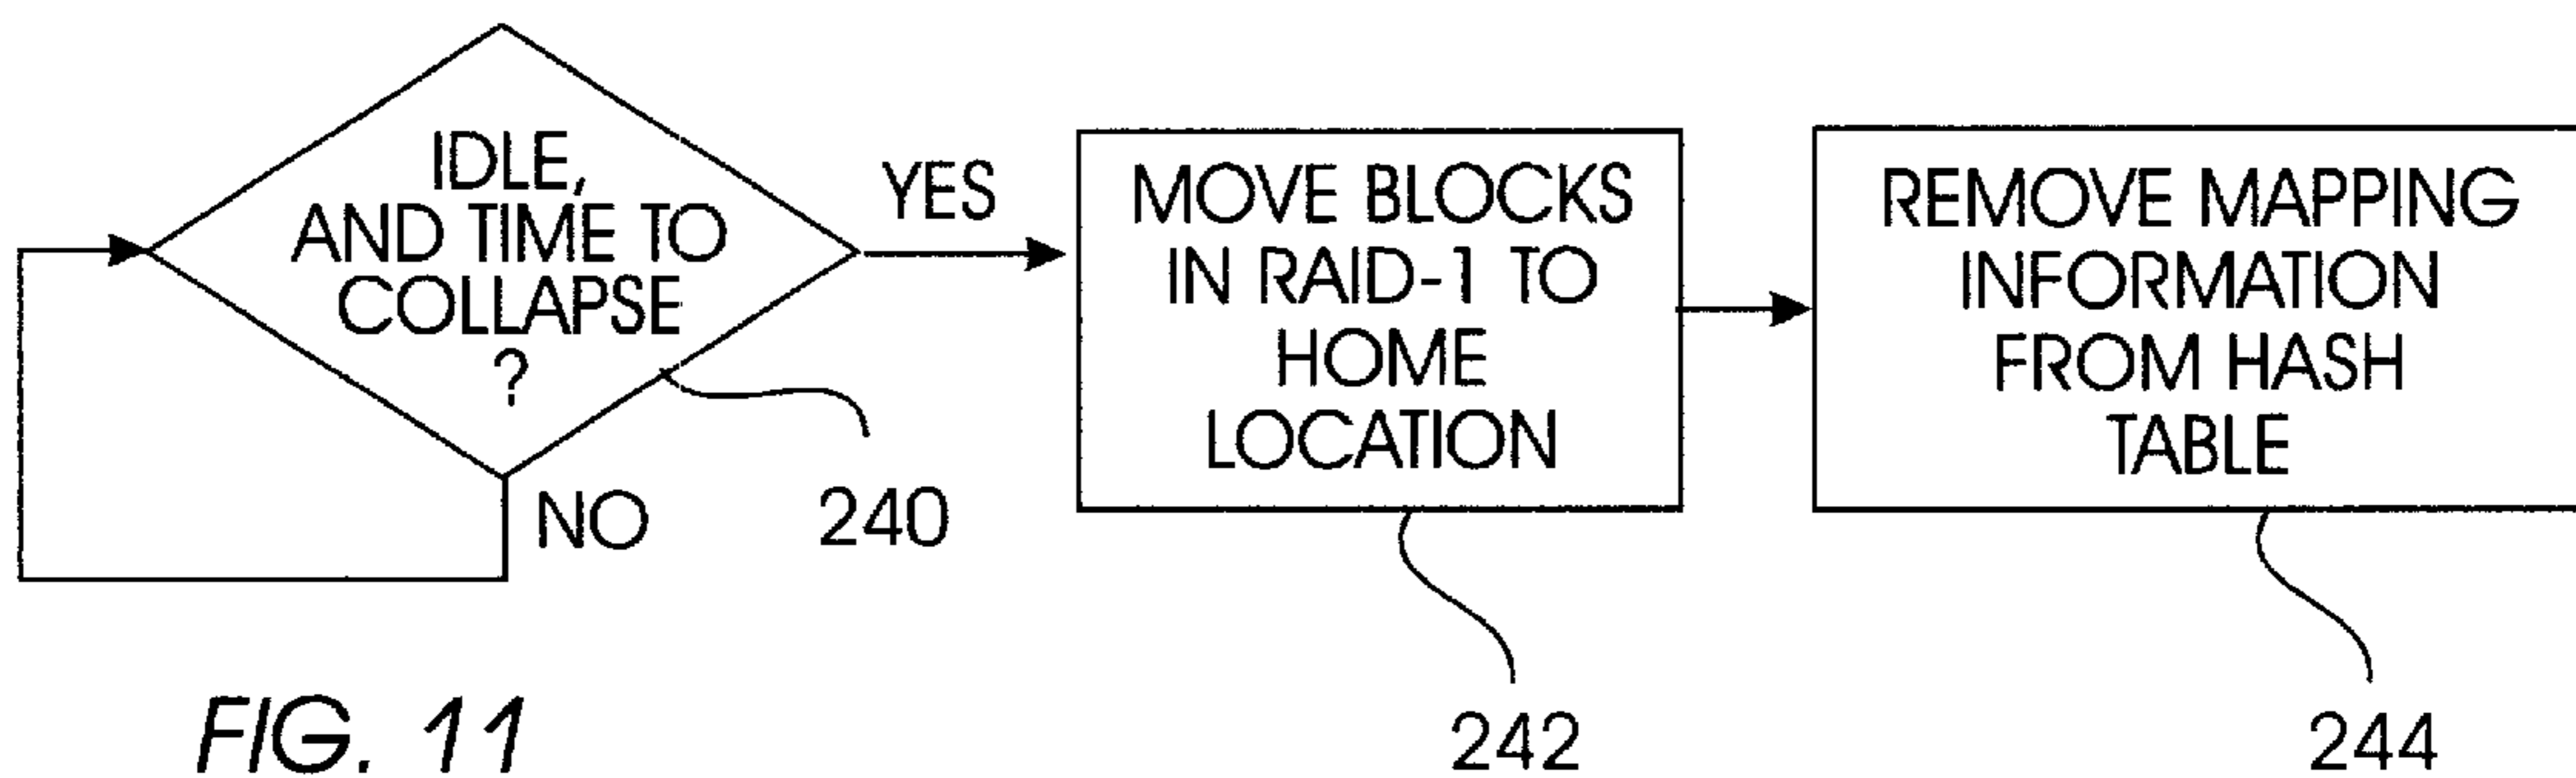 IDLE,
AND TIME TO
COLLAPSE
?
YES
NO
240
MOVE BLOCKS
IN RAID-1 TO
HOME
LOCATION
242
REMOVE MAPPING
INFORMATION
FROM HASH
TABLE
244
FIG. 11